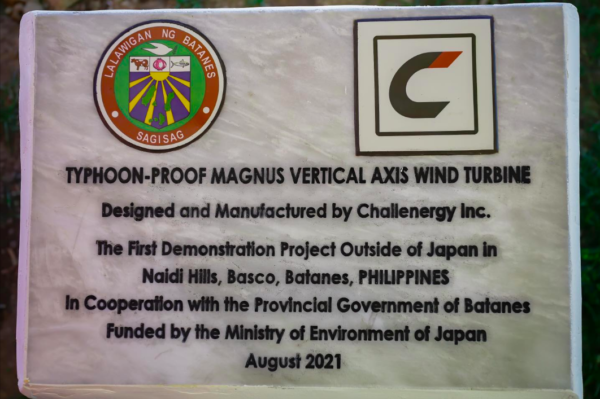 LALAWIGAN NG BATANES
SAGISAG
C
TYPHOON-PROOF MAGNUS VERTICAL AXIS WIND TURBINE
Designed and Manufactured by Challenergy Inc.
The First Demonstration Project Outside of Japan in
Naidi Hills, Basco, Batanes, PHILIPPINES
In Cooperation with the Provincial Government of Batanes
Funded by the Ministry of Environment of Japan
August 2021